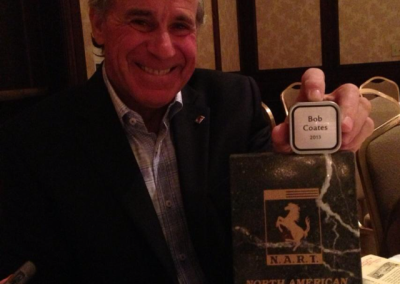 Bob
Coates
2013
N.A.R.T.
NORTH AMERICAN